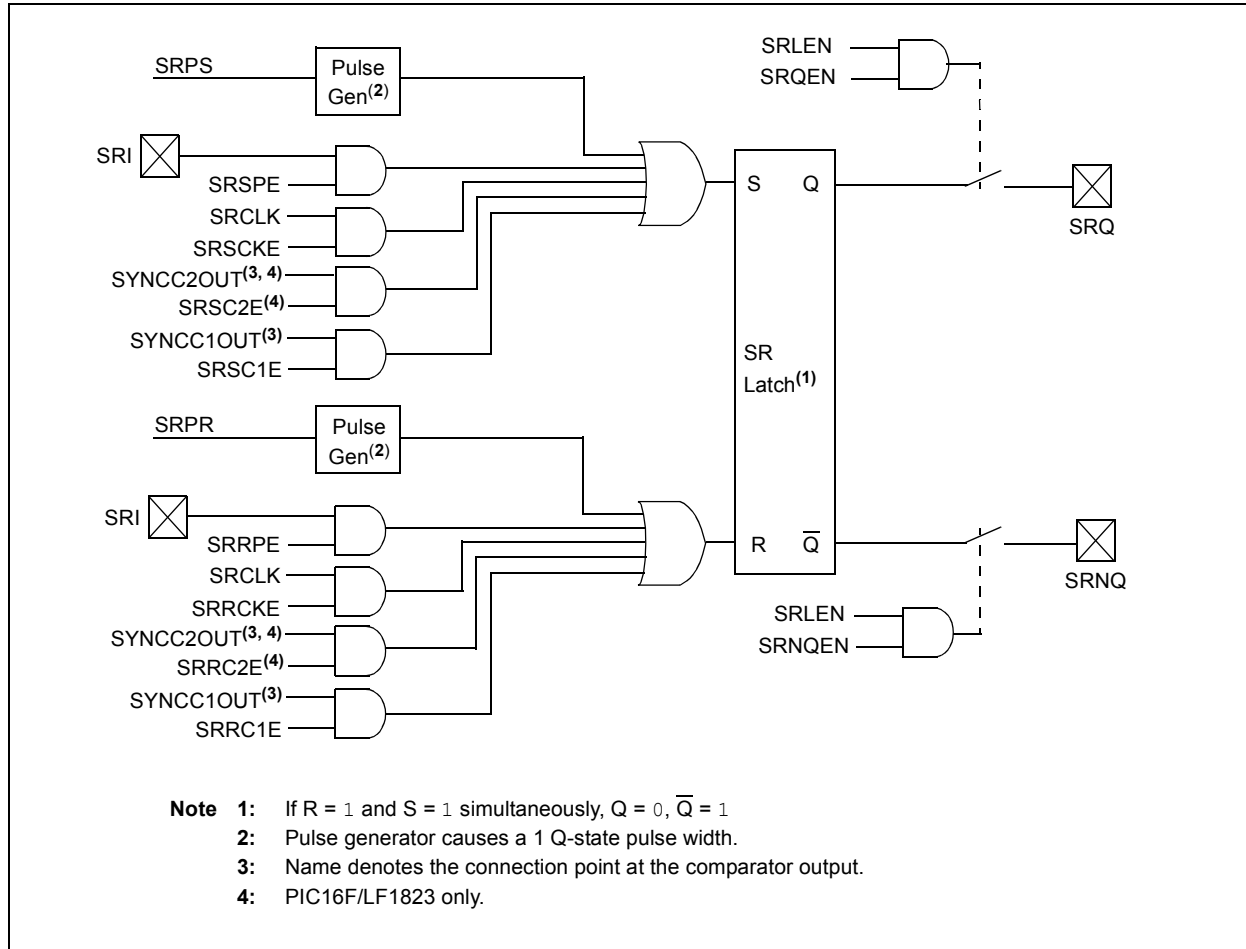 SRLEN
SRQEN
SRPS
Pulse
Gen(2)
SRI
SRSPE
SRCLK
SRSCKE
SYNCC2OUT(3, 4)
SRSC2E(4)
SYNCC1OUT(3)
SRSC1E
S Q
SRQ
SR
Latch(1)
SRPR
Pulse
Gen(2)
SRI
SRRPE
SRCLK
SRRCKE
SYNCC2OUT(3, 4)
SRRC2E(4)
SYNCC1OUT(3)
SRRC1E
R Q̅
SRNQ
SRLEN
SRNQEN
Note 1: If R = 1 and S = 1 simultaneously, Q = 0, Q̅ = 1
2: Pulse generator causes a 1 Q-state pulse width.
3: Name denotes the connection point at the comparator output.
4: PIC16F/LF1823 only.